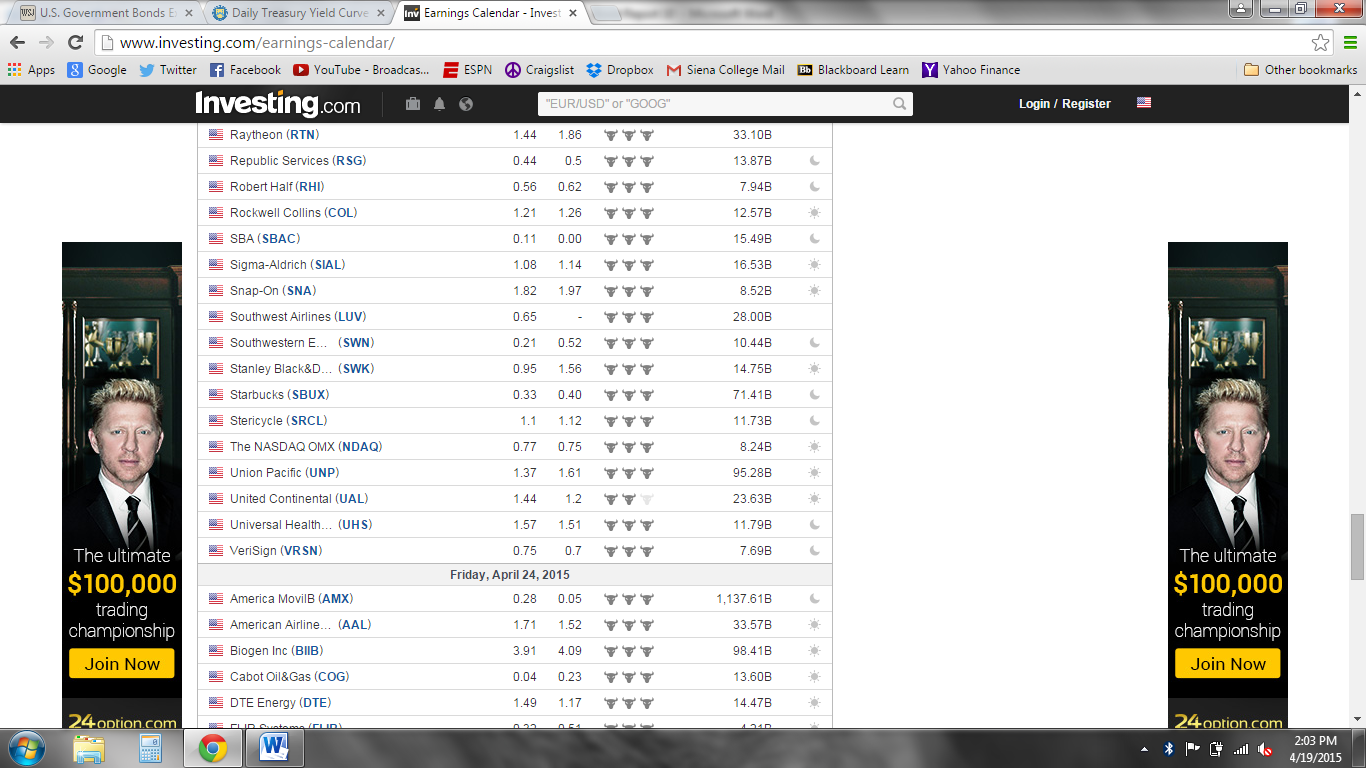 U.S. Government Bonds E
Daily Treasury Yield Curve
Inv Earnings Calendar - Invest
www.investing.com/earnings-calendar/
Apps Google Twitter Facebook YouTube - Broadcas... ESPN Craigslist Dropbox Siena College Mail Bb Blackboard Learn Yahoo Finance Other bookmarks
Investing.com "EUR/USD" or "GOOG" Login / Register
Raytheon (RTN) 1.44 1.86 33.10B
Republic Services (RSG) 0.44 0.5 13.87B
Robert Half (RHI) 0.56 0.62 7.94B
Rockwell Collins (COL) 1.21 1.26 12.57B
SBA (SBAC) 0.11 0.00 15.49B
Sigma-Aldrich (SIAL) 1.08 1.14 16.53B
Snap-On (SNA) 1.82 1.97 8.52B
Southwest Airlines (LUV) 0.65 - 28.00B
Southwestern E... (SWN) 0.21 0.52 10.44B
Stanley Black&D... (SWK) 0.95 1.56 14.75B
Starbucks (SBUX) 0.33 0.40 71.41B
Stericycle (SRCL) 1.1 1.12 11.73B
The NASDAQ OMX (NDAQ) 0.77 0.75 8.24B
Union Pacific (UNP) 1.37 1.61 95.28B
United Continental (UAL) 1.44 1.2 23.63B
Universal Health... (UHS) 1.57 1.51 11.79B
VeriSign (VRSN) 0.75 0.7 7.69B
Friday, April 24, 2015
America MovilB (AMX) 0.28 0.05 1,137.61B
American Airline... (AAL) 1.71 1.52 33.57B
Biogen Inc (BIIB) 3.91 4.09 98.41B
Cabot Oil&Gas (COG) 0.04 0.23 13.60B
DTE Energy (DTE) 1.49 1.17 14.47B
The ultimate
$100,000
trading
championship
Join Now
24option.com
The ultimate
$100,000
trading
championship
Join Now
24option.com
2:03 PM
4/19/2015